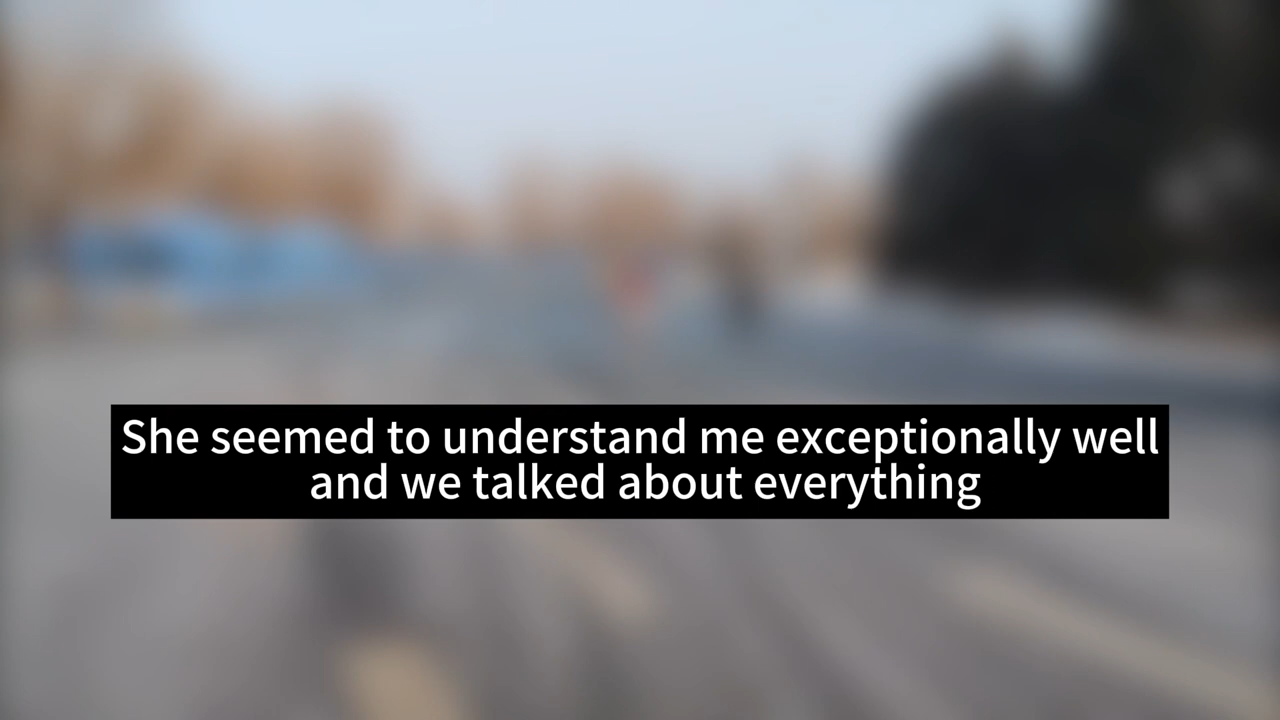 She seemed to understand me exceptionally well
and we talked about everything